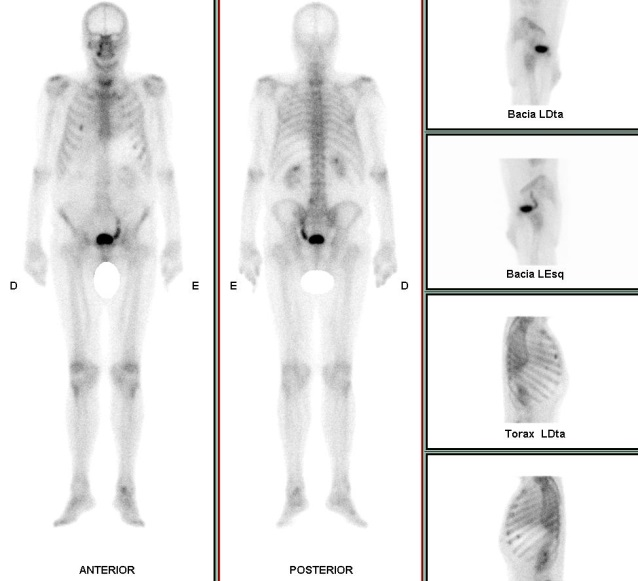 Bacia LDta
Bacia LEsq
D
E
E
D
Torax LDta
ANTERIOR
POSTERIOR